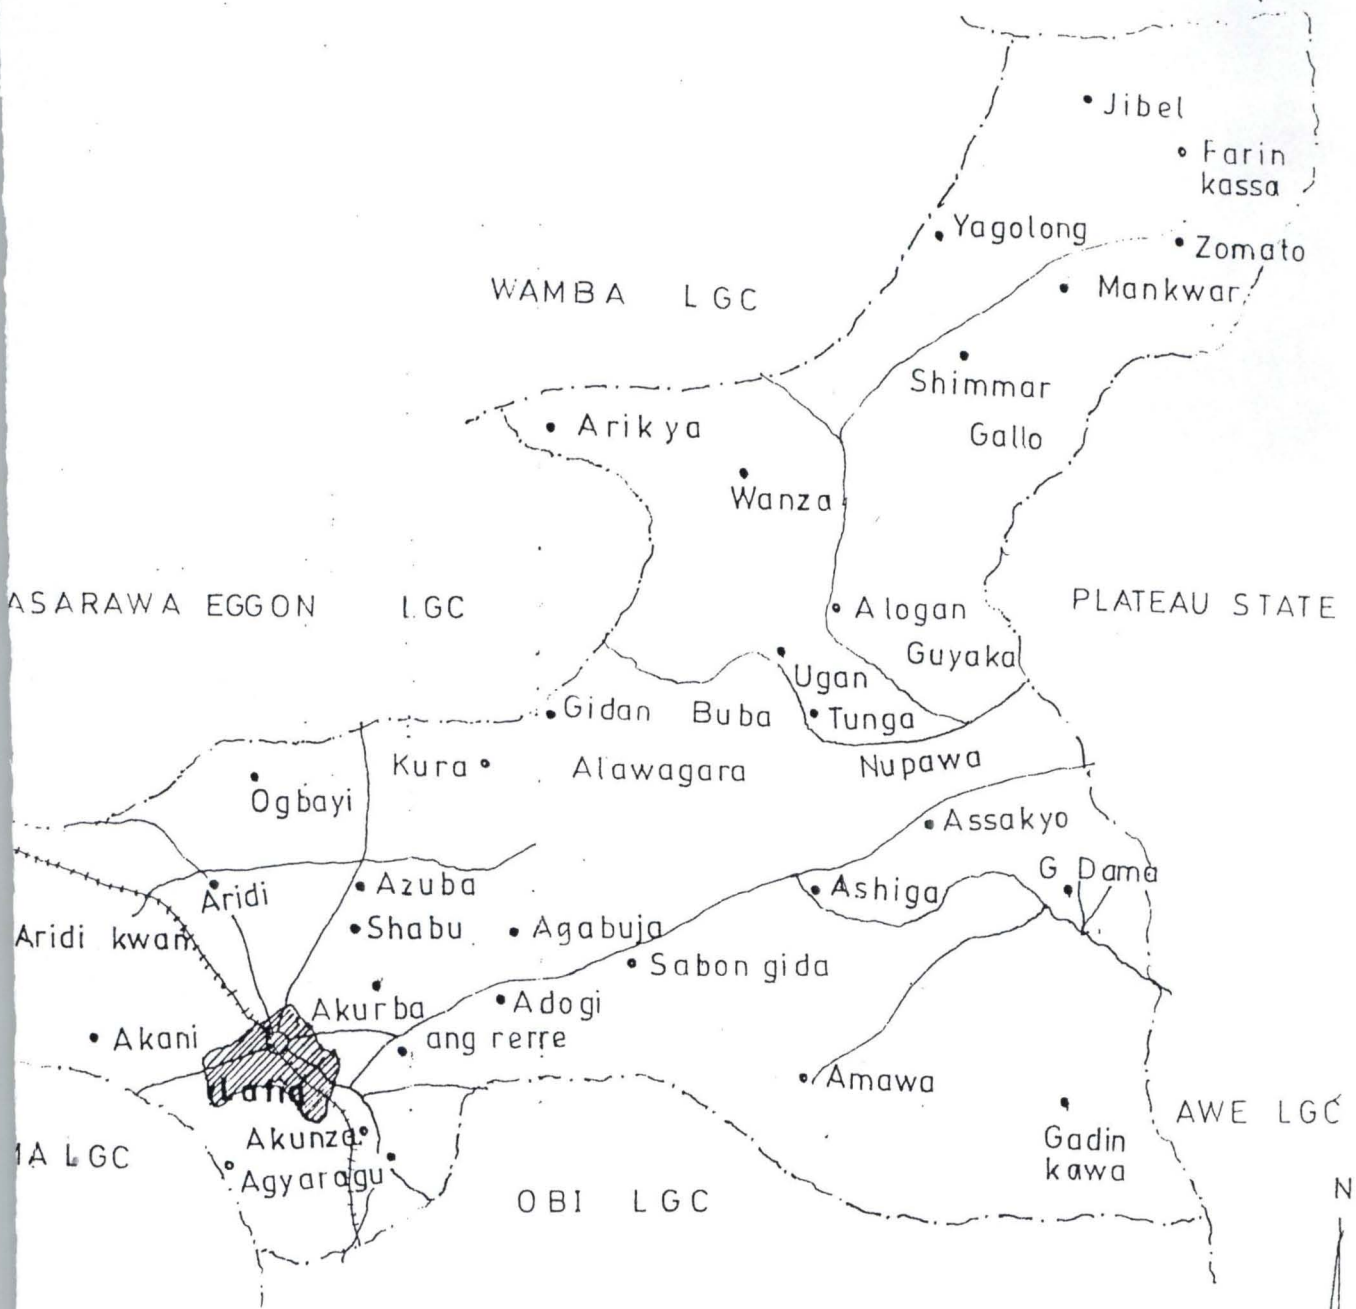 Jibel
Farin
kassa
Yagolong
Zomato
WAMBA LGC
Mankwar
Shimmar
Gallo
Arikya
Wanza
ASARAWA EGGON LGC
Alogan
PLATEAU STATE
Guyaka
Ugan
Gidan Buba
Tunga
Kura
Alawagara
Nupawa
Ogbayi
Assakyo
G Dama
Aridi
Azuba
Ashiga
Aridi kwam
Shabu
Agabuja
Sabon gida
Akurba
Adogi
Akani
ang rerre
Lafia
Amawa
AWE LGC
Akunza
Gadin
kawa
MA LGC
Agyaragu
OBI LGC
N